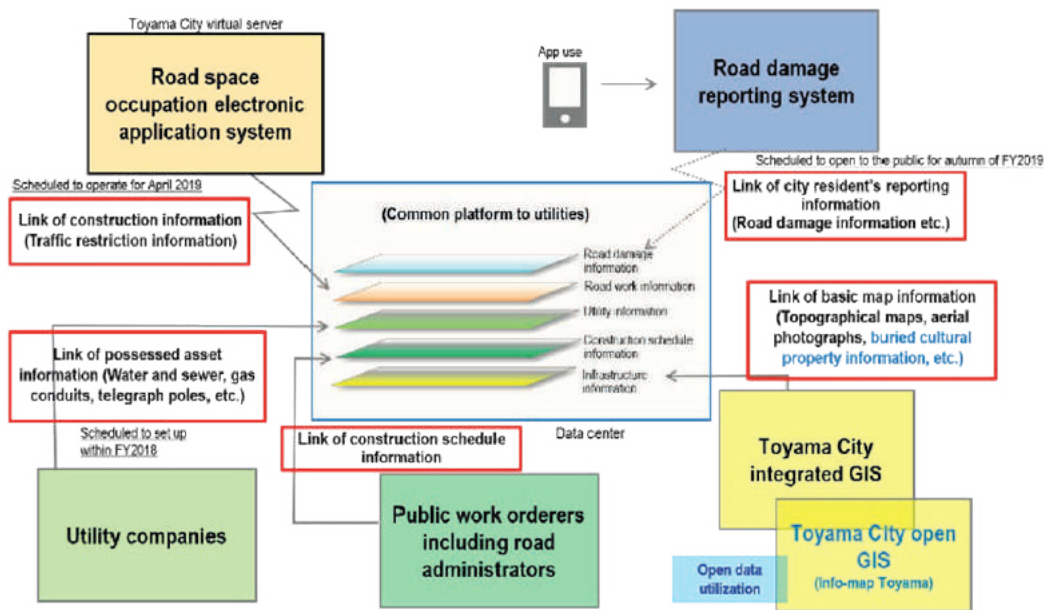 Toyama City virtual server
Road space
occupation electronic
application system
App use
Road damage
reporting system
Scheduled to operate for April 2019
Scheduled to open to the public for autumn of FY2019
Link of construction information
(Traffic restriction information)
Link of city resident's reporting
information
(Road damage information etc.)
(Common platform to utilities)
Road damage
information
Road work information
Utility information
Construction schedule
information
Infrastructure
information
Link of basic map information
(Topographical maps, aerial
photographs, buried cultural
property information, etc.)
Link of possessed asset
information (Water and sewer, gas
conduits, telegraph poles, etc.)
Scheduled to set up
within FY2018
Link of construction schedule
information
Data center
Utility companies
Public work orderers
including road
administrators
Toyama City
integrated GIS
Toyama City open
GIS
(Info-map Toyama)
Open data
utilization